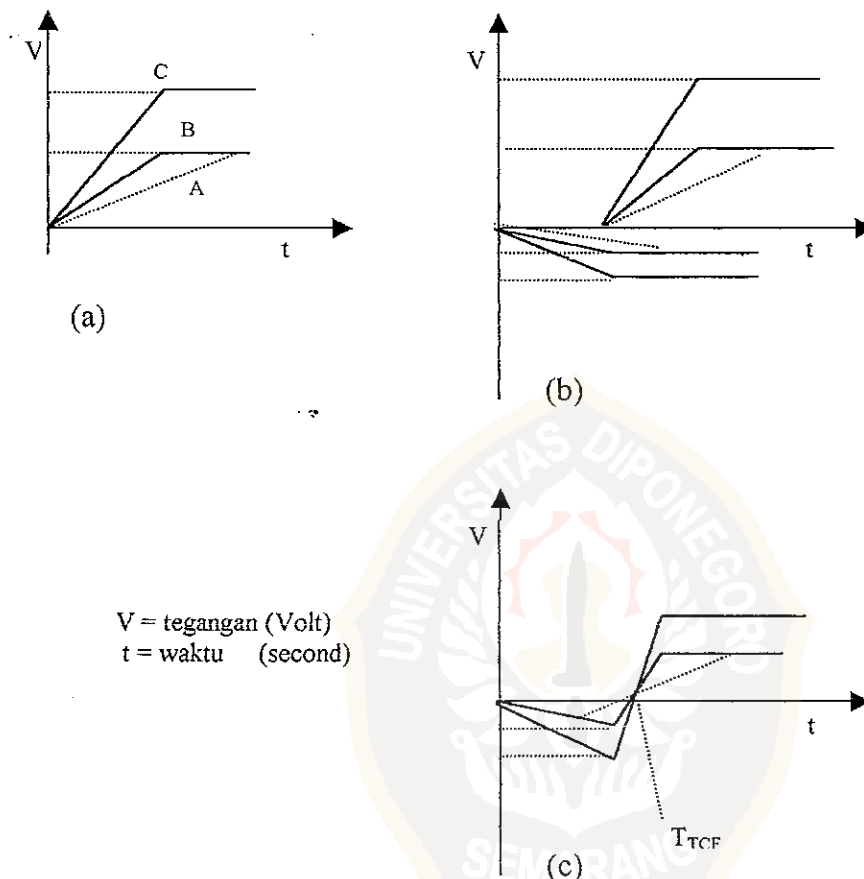 V
C
B
A
t
(a)
t
(b)
V
V = tegangan (Volt)
t = waktu (second)
t
T_TCF
(c)
UNIVERSITAS DIPONEGORO
SEMARANG